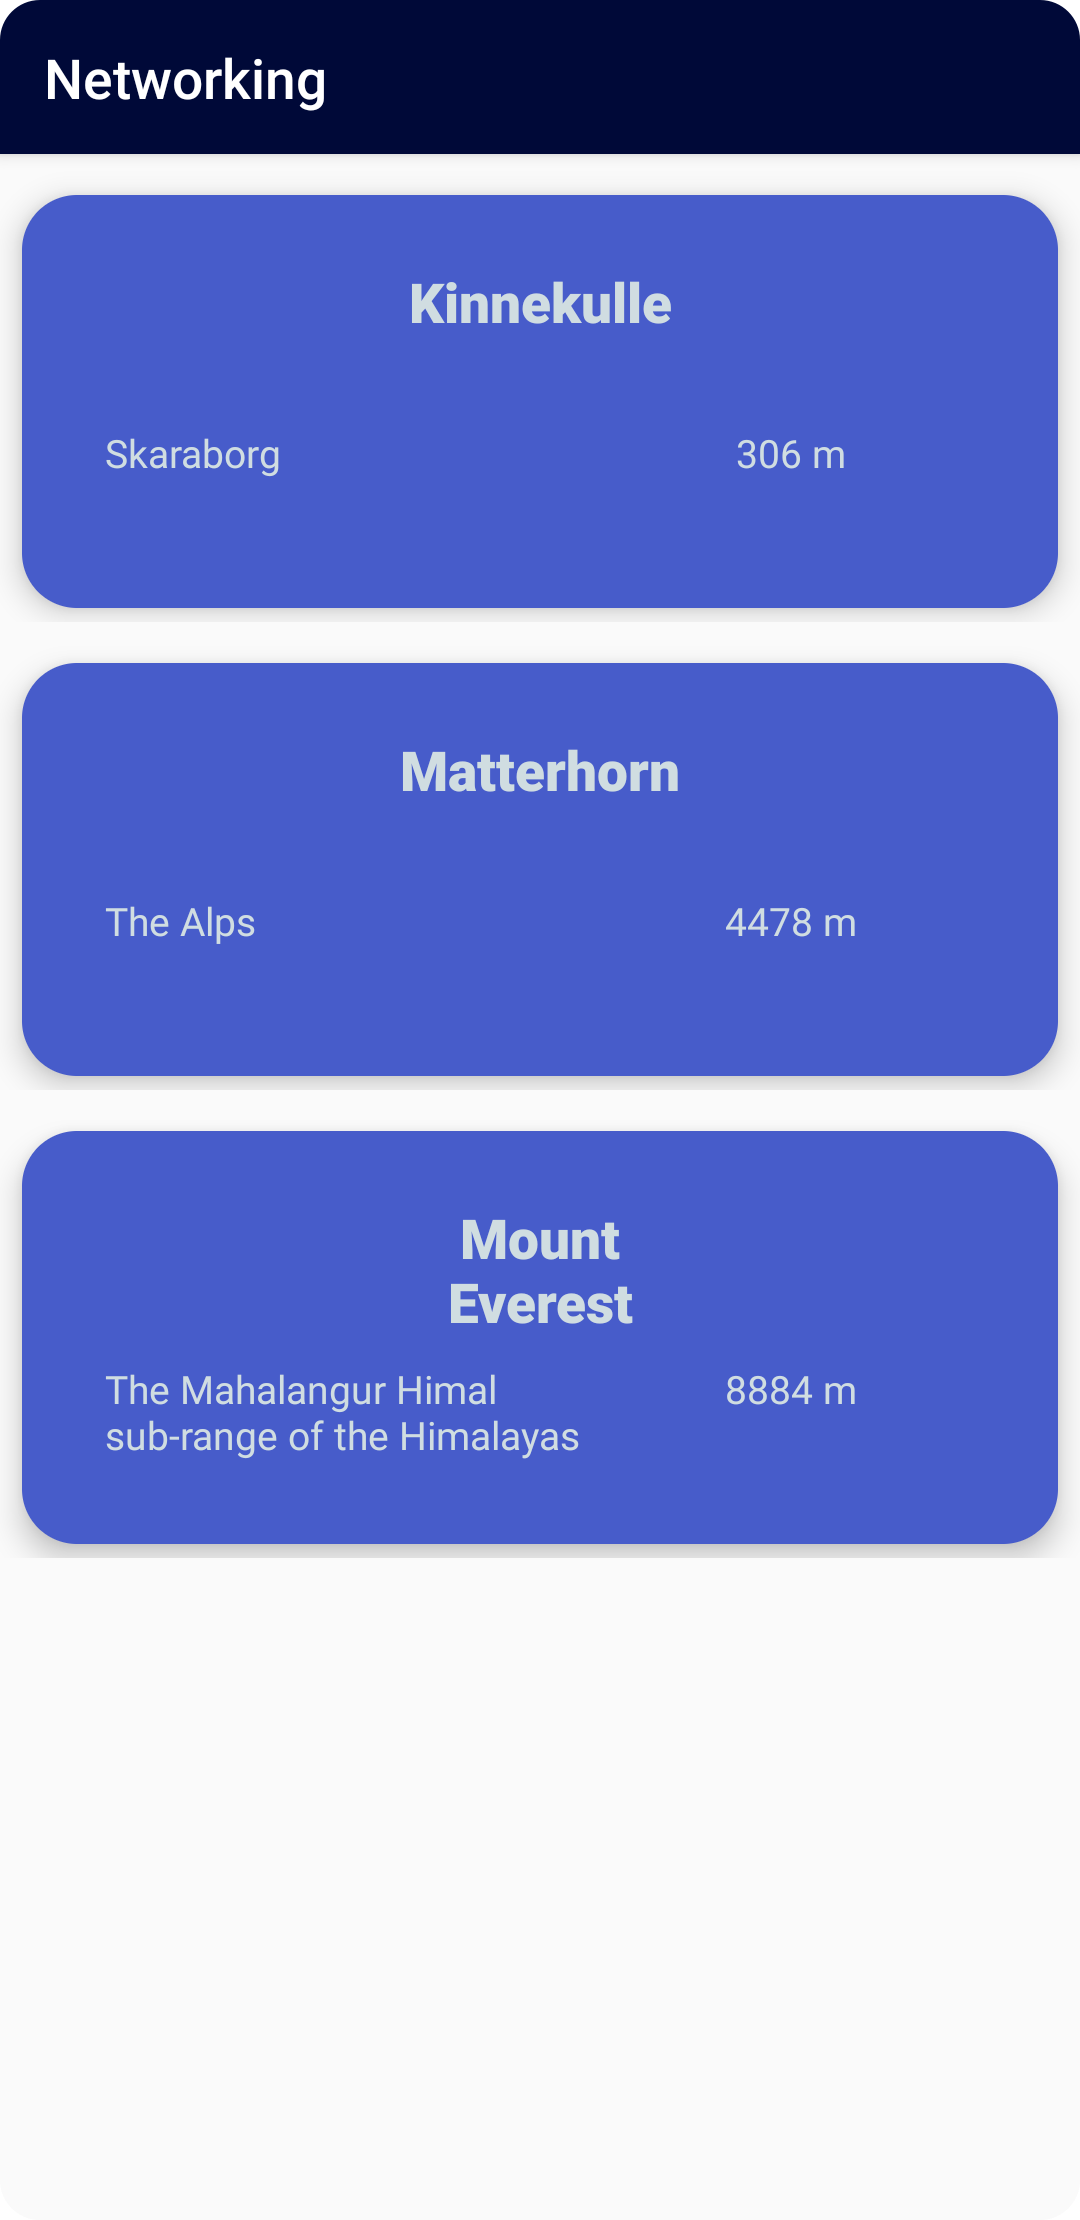 Networking
Kinnekulle
Skaraborg 306 m
Matterhorn
The Alps 4478 m
Mount
Everest
The Mahalangur Himal 8884 m
sub-range of the Himalayas